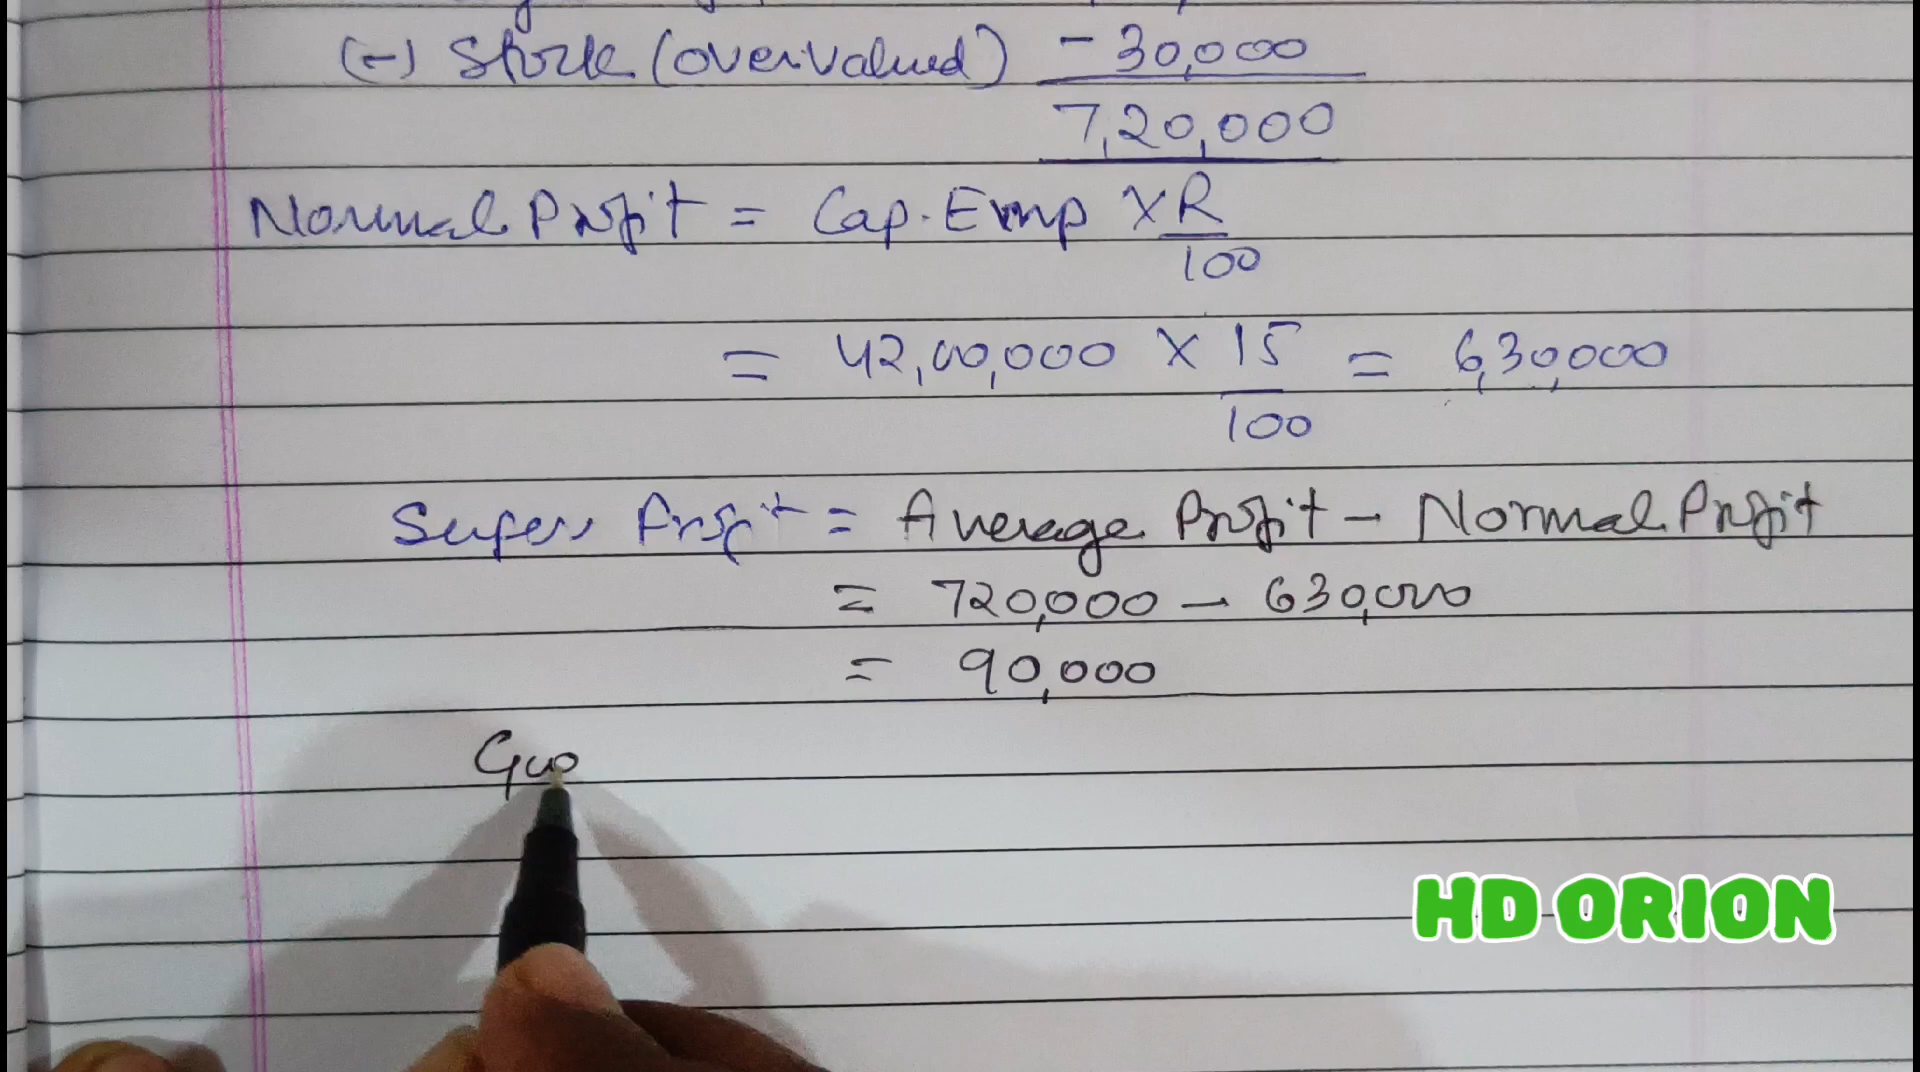 (-) Stock (overvalued) - 30,000
7,20,000
Normal Profit = Cap. Emp × R
100
= 42,00,000 × 15 = 6,30,000
100
Super Profit = Average Profit - Normal Profit
= 720,000 - 630,000
= 90,000
Goo
HD ORION